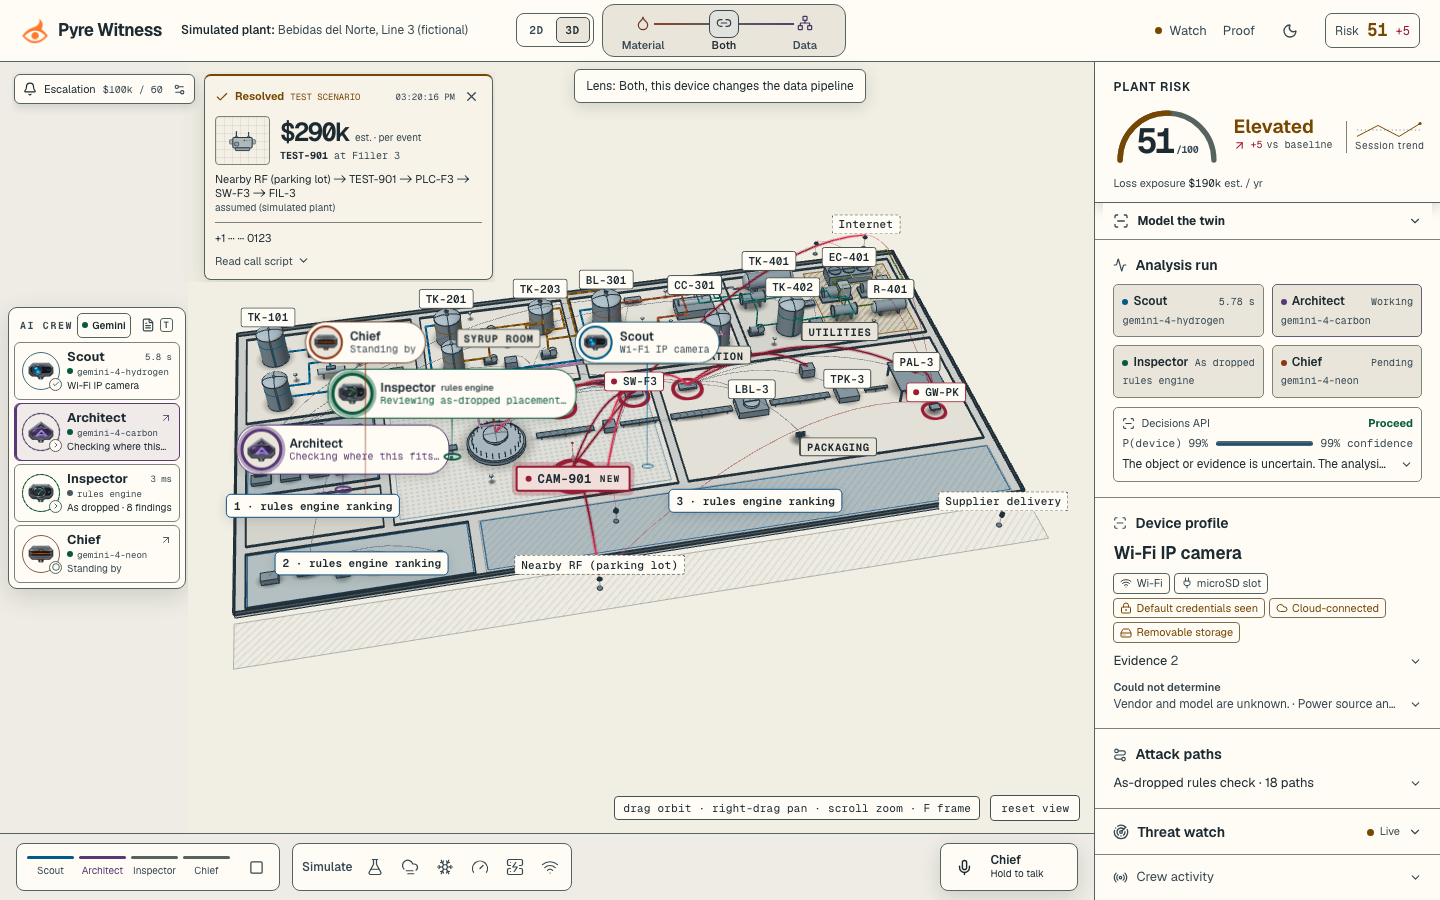 Pyre Witness
Simulated plant: Bebidas del Norte, Line 3 (fictional)
2D 3D
Material Both Data
Watch Proof
Risk 51 +5
Escalation $100k / 60
Resolved TEST SCENARIO 03:20:16 PM
$290k est. · per event
TEST-901 at Filler 3
Nearby RF (parking lot) → TEST-901 → PLC-F3 →
SW-F3 → FIL-3
assumed (simulated plant)
+1 ··· ··· 0123
Read call script
Lens: Both, this device changes the data pipeline
AI CREW Gemini T
Scout 5.8 s
gemini-4-hydrogen
Wi-Fi IP camera
Architect
gemini-4-carbon
Checking where this…
Inspector 3 ms
rules engine
As dropped · 8 findings
Chief
gemini-4-neon
Standing by
Internet
TK-401
EC-401
BL-301
CC-301
TK-402
R-401
TK-203
TK-201
TK-101
Chief
Standing by
SYRUP ROOM
Scout
Wi-Fi IP camera
UTILITIES
ATION
PAL-3
Inspector rules engine
Reviewing as-dropped placement…
SW-F3
LBL-3
TPK-3
GW-PK
Architect
Checking where this fits…
PACKAGING
CAM-901 NEW
1 · rules engine ranking
3 · rules engine ranking
Supplier delivery
2 · rules engine ranking
Nearby RF (parking lot)
drag orbit · right-drag pan · scroll zoom · F frame
reset view
Scout Architect Inspector Chief
Simulate
Chief
Hold to talk
PLANT RISK
51 /100
Elevated
+5 vs baseline
Session trend
Loss exposure $190k est. / yr
Model the twin
Analysis run
Scout 5.78 s
gemini-4-hydrogen
Architect Working
gemini-4-carbon
Inspector As dropped
rules engine
Chief Pending
gemini-4-neon
Decisions API Proceed
P(device) 99% 99% confidence
The object or evidence is uncertain. The analysi…
Device profile
Wi-Fi IP camera
Wi-Fi microSD slot
Default credentials seen Cloud-connected
Removable storage
Evidence 2
Could not determine
Vendor and model are unknown. · Power source an…
Attack paths
As-dropped rules check · 18 paths
Threat watch Live
Crew activity